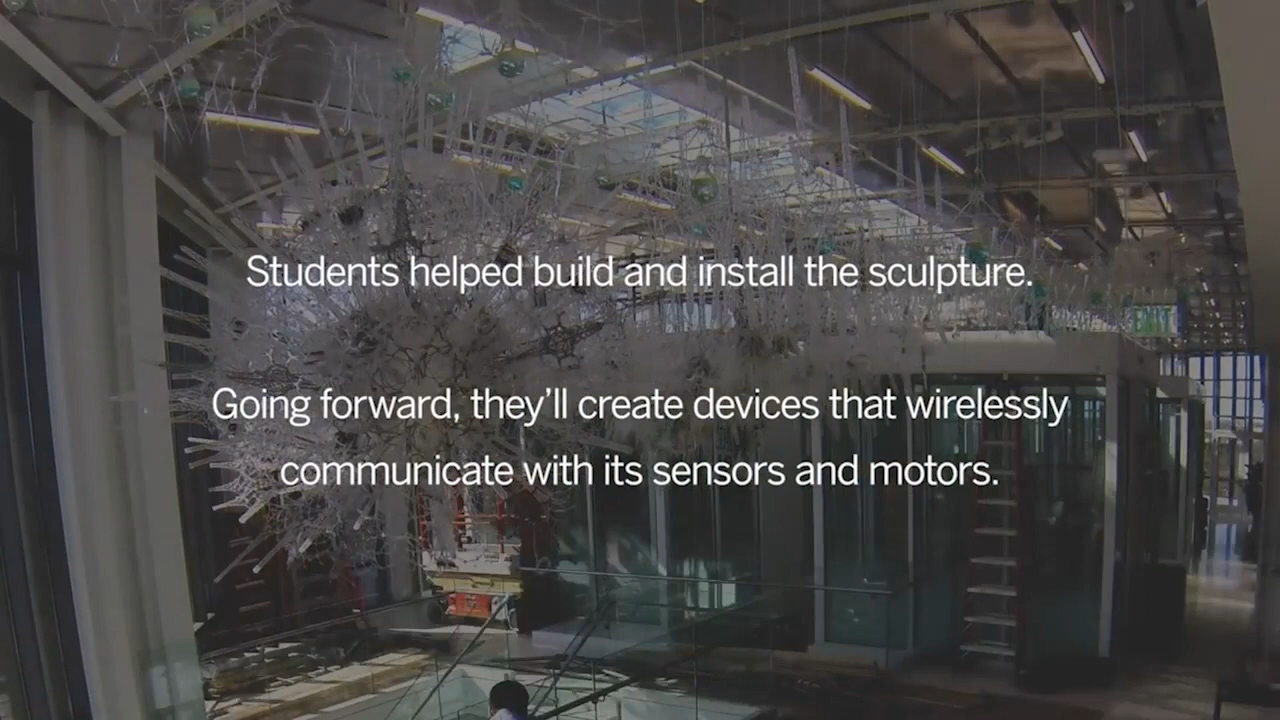 Students helped build and install the sculpture.
Going forward, they’ll create devices that wirelessly
communicate with its sensors and motors.